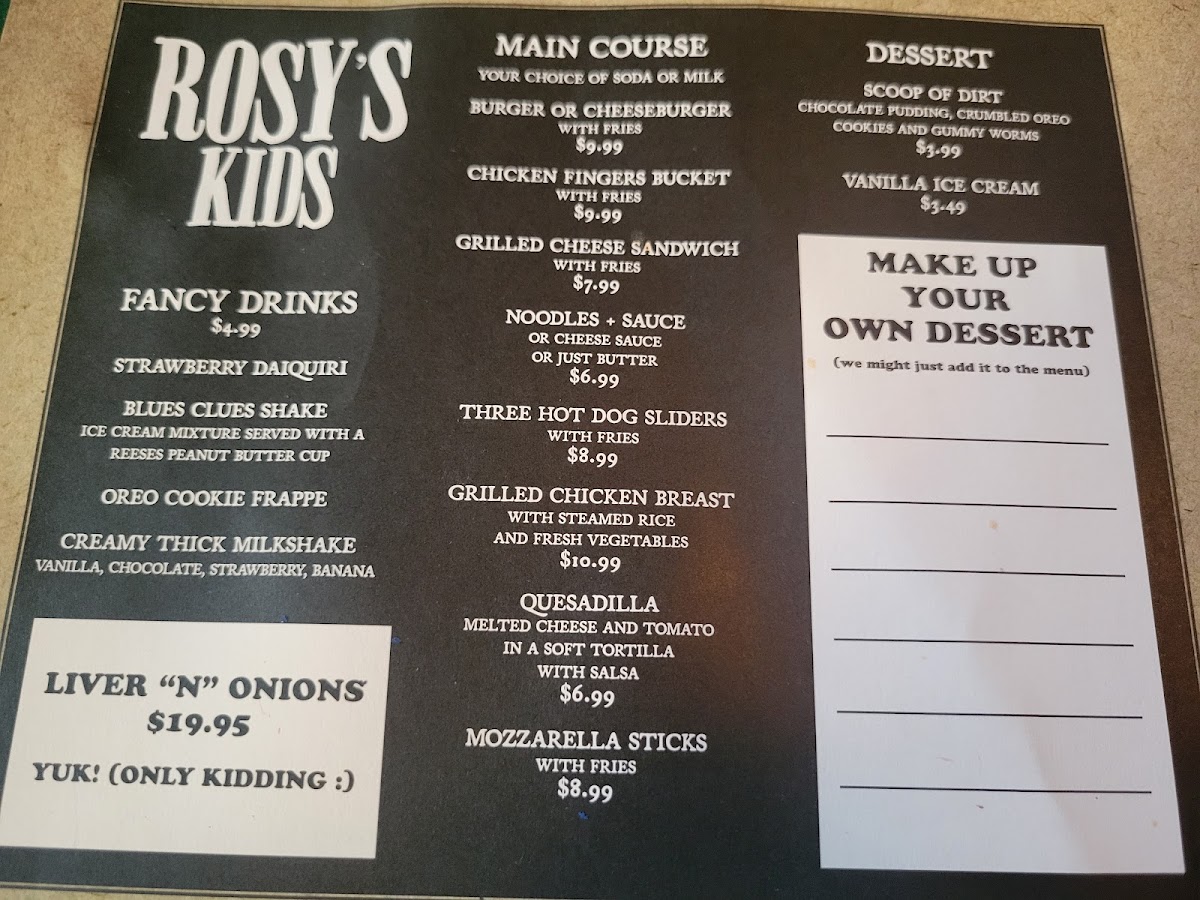 ROSY'S
KIDS
FANCY DRINKS
$4.99
STRAWBERRY DAIQUIRI
BLUES CLUES SHAKE
ICE CREAM MIXTURE SERVED WITH A
REESES PEANUT BUTTER CUP
OREO COOKIE FRAPPE
CREAMY THICK MILKSHAKE
VANILLA, CHOCOLATE, STRAWBERRY, BANANA
LIVER “N” ONIONS
$19.95
YUK! (ONLY KIDDING :)
MAIN COURSE
YOUR CHOICE OF SODA OR MILK
BURGER OR CHEESEBURGER
WITH FRIES
$9.99
CHICKEN FINGERS BUCKET
WITH FRIES
$9.99
GRILLED CHEESE SANDWICH
WITH FRIES
$7.99
NOODLES + SAUCE
OR CHEESE SAUCE
OR JUST BUTTER
$6.99
THREE HOT DOG SLIDERS
WITH FRIES
$8.99
GRILLED CHICKEN BREAST
WITH STEAMED RICE
AND FRESH VEGETABLES
$10.99
QUESADILLA
MELTED CHEESE AND TOMATO
IN A SOFT TORTILLA
WITH SALSA
$6.99
MOZZARELLA STICKS
WITH FRIES
$8.99
DESSERT
SCOOP OF DIRT
CHOCOLATE PUDDING, CRUMBLED OREO
COOKIES AND GUMMY WORMS
$3.99
VANILLA ICE CREAM
$3.49
MAKE UP
YOUR
OWN DESSERT
(we might just add it to the menu)